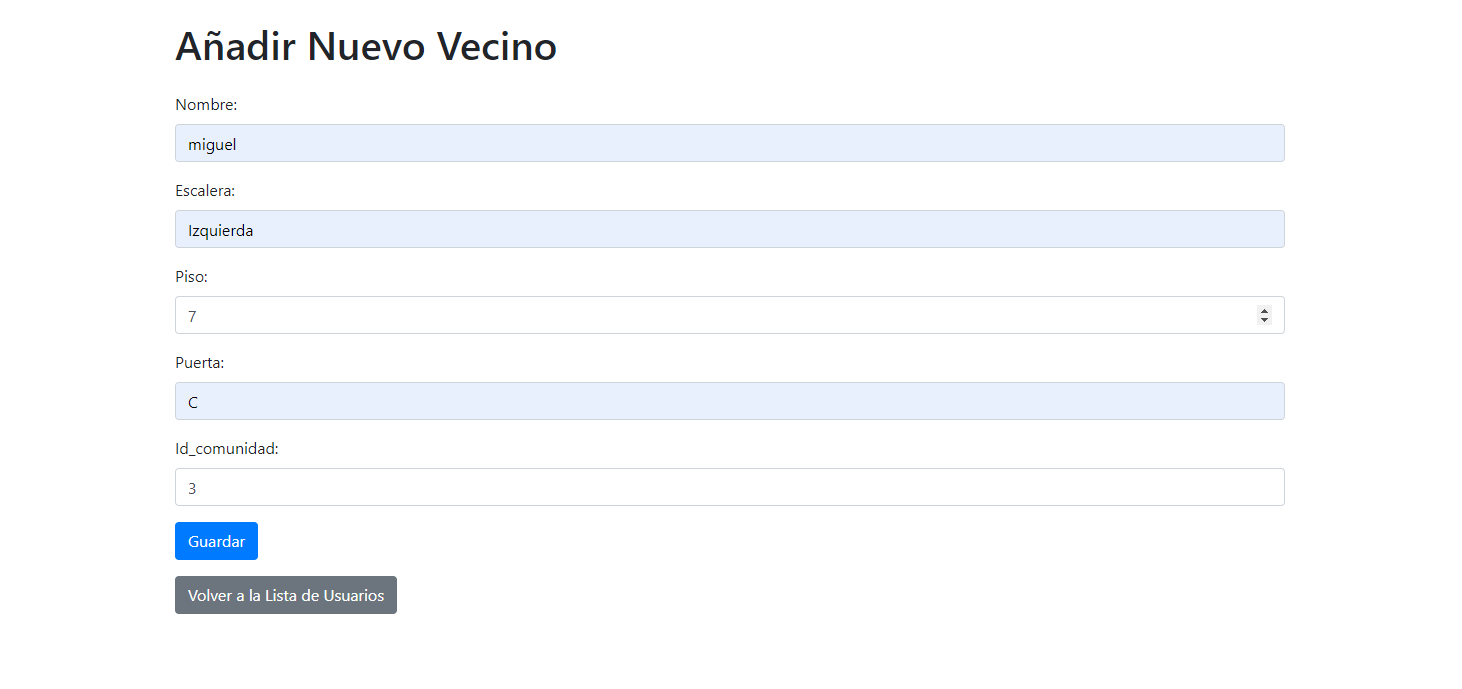 Añadir Nuevo Vecino
Nombre:
miguel
Escalera:
Izquierda
Piso:
7
Puerta:
C
Id_comunidad:
3
Guardar
Volver a la Lista de Usuarios